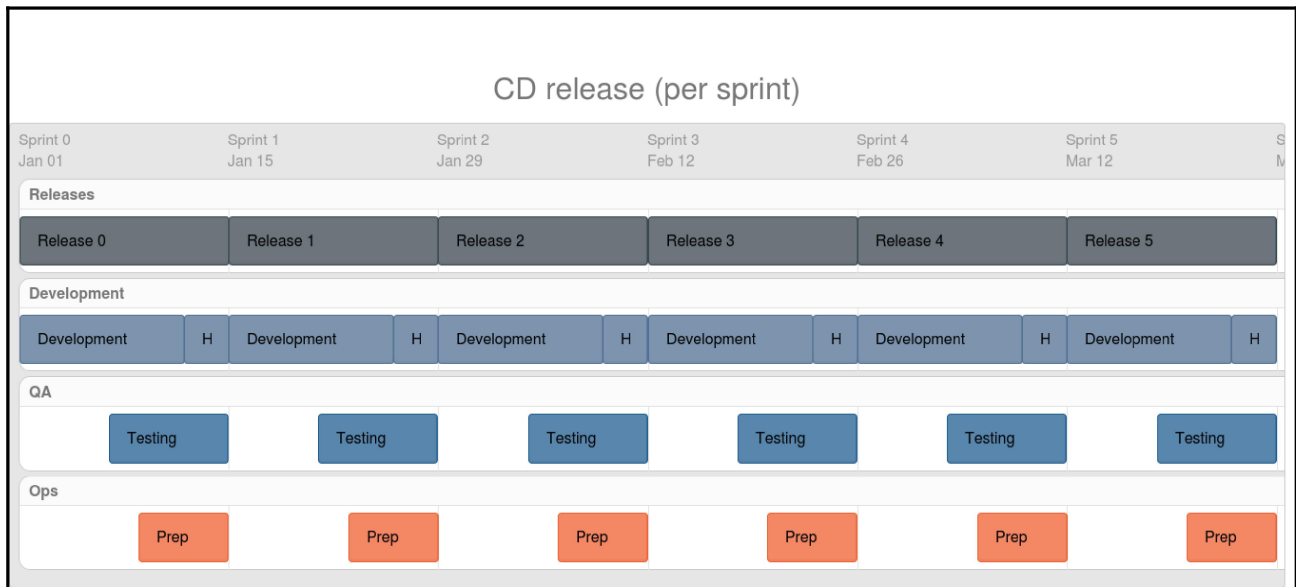 CD release (per sprint)
Sprint 0 Sprint 1 Sprint 2 Sprint 3 Sprint 4 Sprint 5 S
Jan 01 Jan 15 Jan 29 Feb 12 Feb 26 Mar 12 M
Releases
Release 0 Release 1 Release 2 Release 3 Release 4 Release 5
Development
Development H Development H Development H Development H Development H Development H
QA
Testing Testing Testing Testing Testing Testing
Ops
Prep Prep Prep Prep Prep Prep